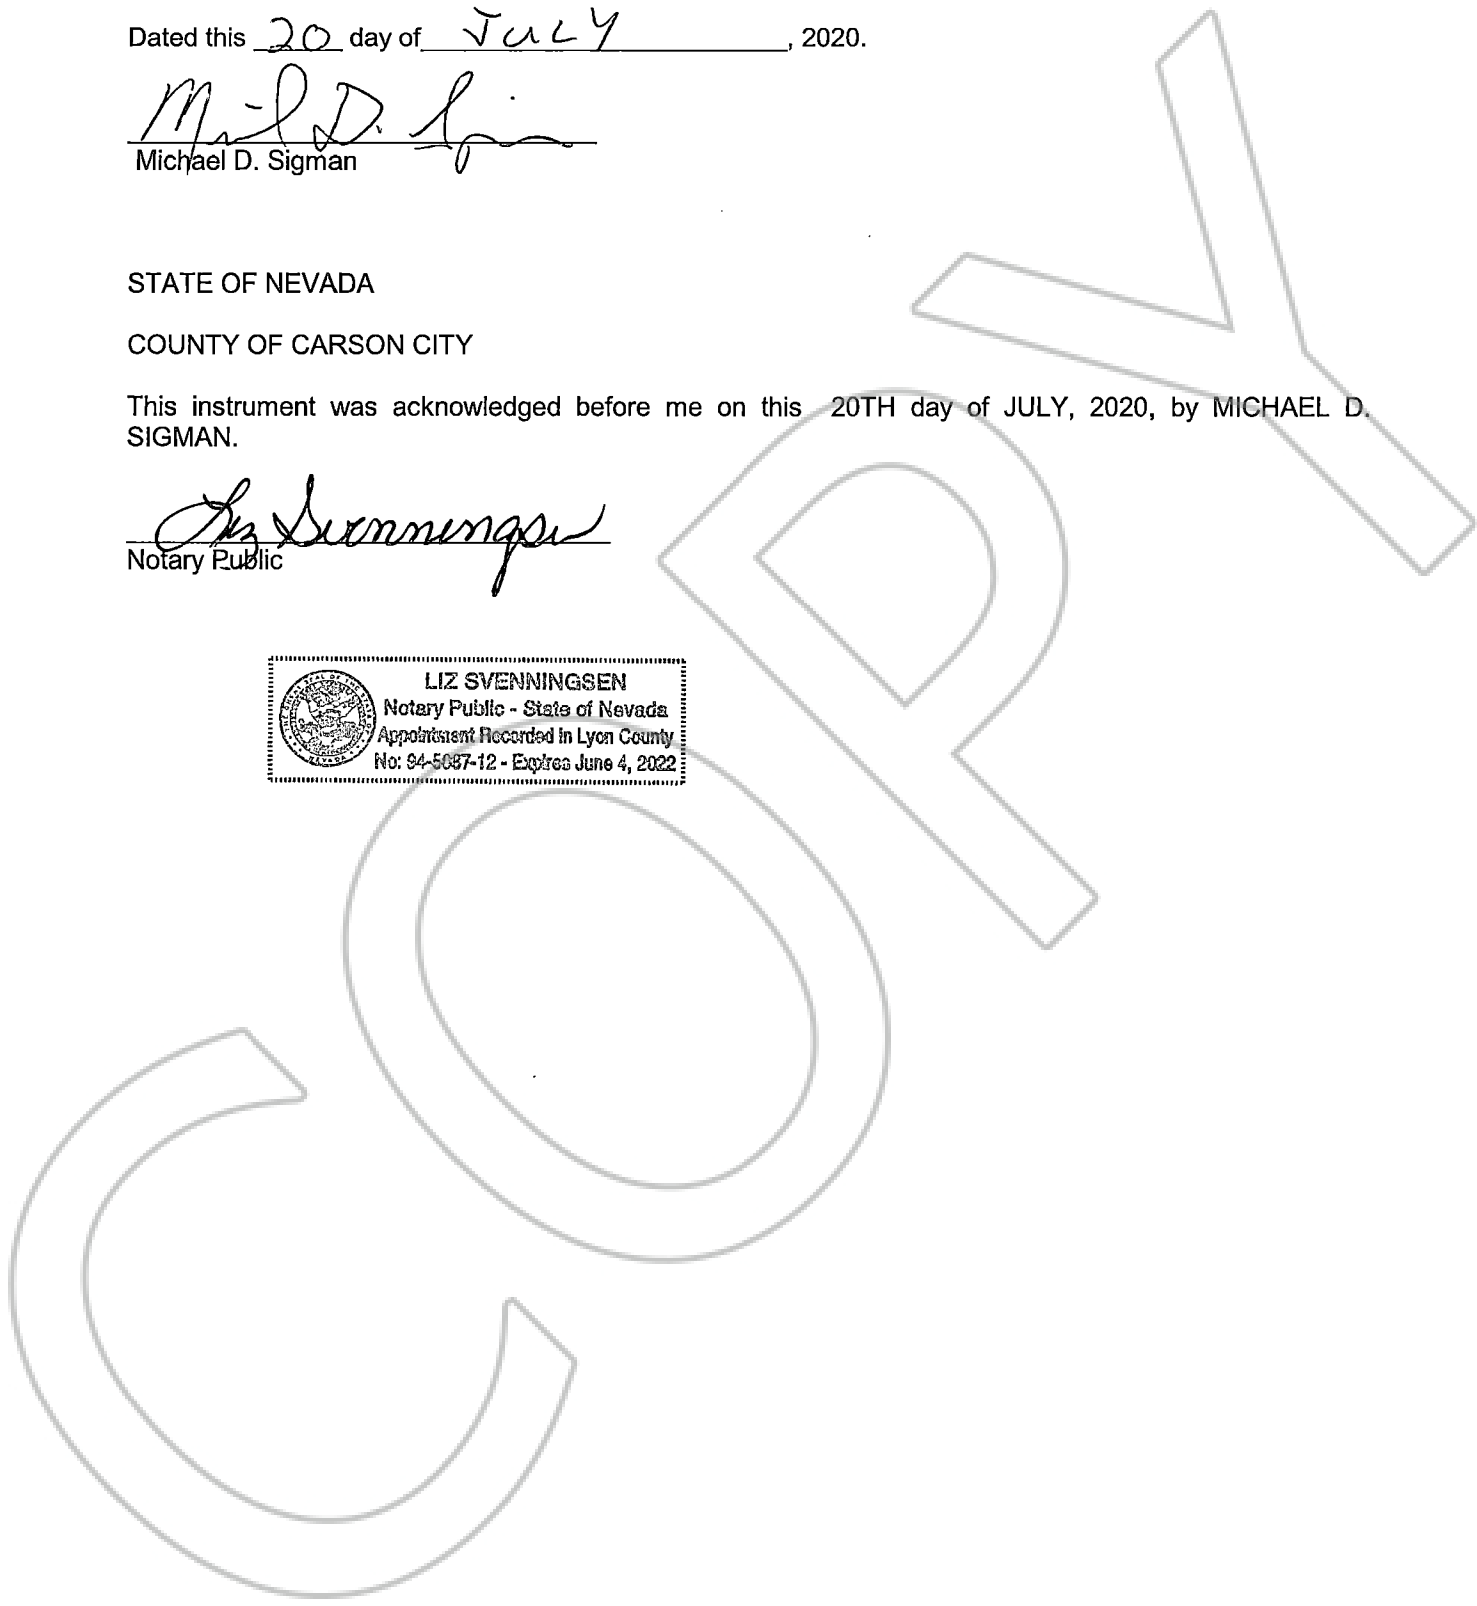 Dated this 20 day of JULY, 2020.
Michael D. Sigman
STATE OF NEVADA
COUNTY OF CARSON CITY
This instrument was acknowledged before me on this 20TH day of JULY, 2020, by MICHAEL D.
SIGMAN.
Liz Svenningsen
Notary Public
LIZ SVENNINGSEN
Notary Public - State of Nevada
Appointment Recorded in Lyon County
No: 94-5087-12 - Expires June 4, 2022
COPY